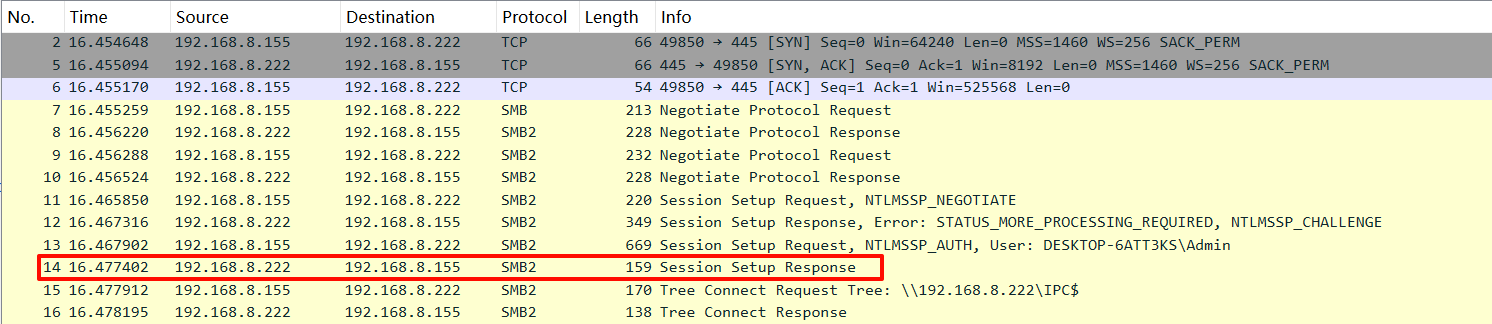 No. Time Source Destination Protocol Length Info
2 16.454648 192.168.8.155 192.168.8.222 TCP 66 49850 → 445 [SYN] Seq=0 Win=64240 Len=0 MSS=1460 WS=256 SACK_PERM
5 16.455094 192.168.8.222 192.168.8.155 TCP 66 445 → 49850 [SYN, ACK] Seq=0 Ack=1 Win=8192 Len=0 MSS=1460 WS=256 SACK_PERM
6 16.455170 192.168.8.155 192.168.8.222 TCP 54 49850 → 445 [ACK] Seq=1 Ack=1 Win=525568 Len=0
7 16.455259 192.168.8.155 192.168.8.222 SMB 213 Negotiate Protocol Request
8 16.456220 192.168.8.222 192.168.8.155 SMB2 228 Negotiate Protocol Response
9 16.456288 192.168.8.155 192.168.8.222 SMB2 232 Negotiate Protocol Request
10 16.456524 192.168.8.222 192.168.8.155 SMB2 228 Negotiate Protocol Response
11 16.465850 192.168.8.155 192.168.8.222 SMB2 220 Session Setup Request, NTLMSSP_NEGOTIATE
12 16.467316 192.168.8.222 192.168.8.155 SMB2 349 Session Setup Response, Error: STATUS_MORE_PROCESSING_REQUIRED, NTLMSSP_CHALLENGE
13 16.467902 192.168.8.155 192.168.8.222 SMB2 669 Session Setup Request, NTLMSSP_AUTH, User: DESKTOP-6ATT3KS\Admin
14 16.477402 192.168.8.222 192.168.8.155 SMB2 159 Session Setup Response
15 16.477912 192.168.8.155 192.168.8.222 SMB2 170 Tree Connect Request Tree: \\192.168.8.222\IPC$
16 16.478195 192.168.8.222 192.168.8.155 SMB2 138 Tree Connect Response